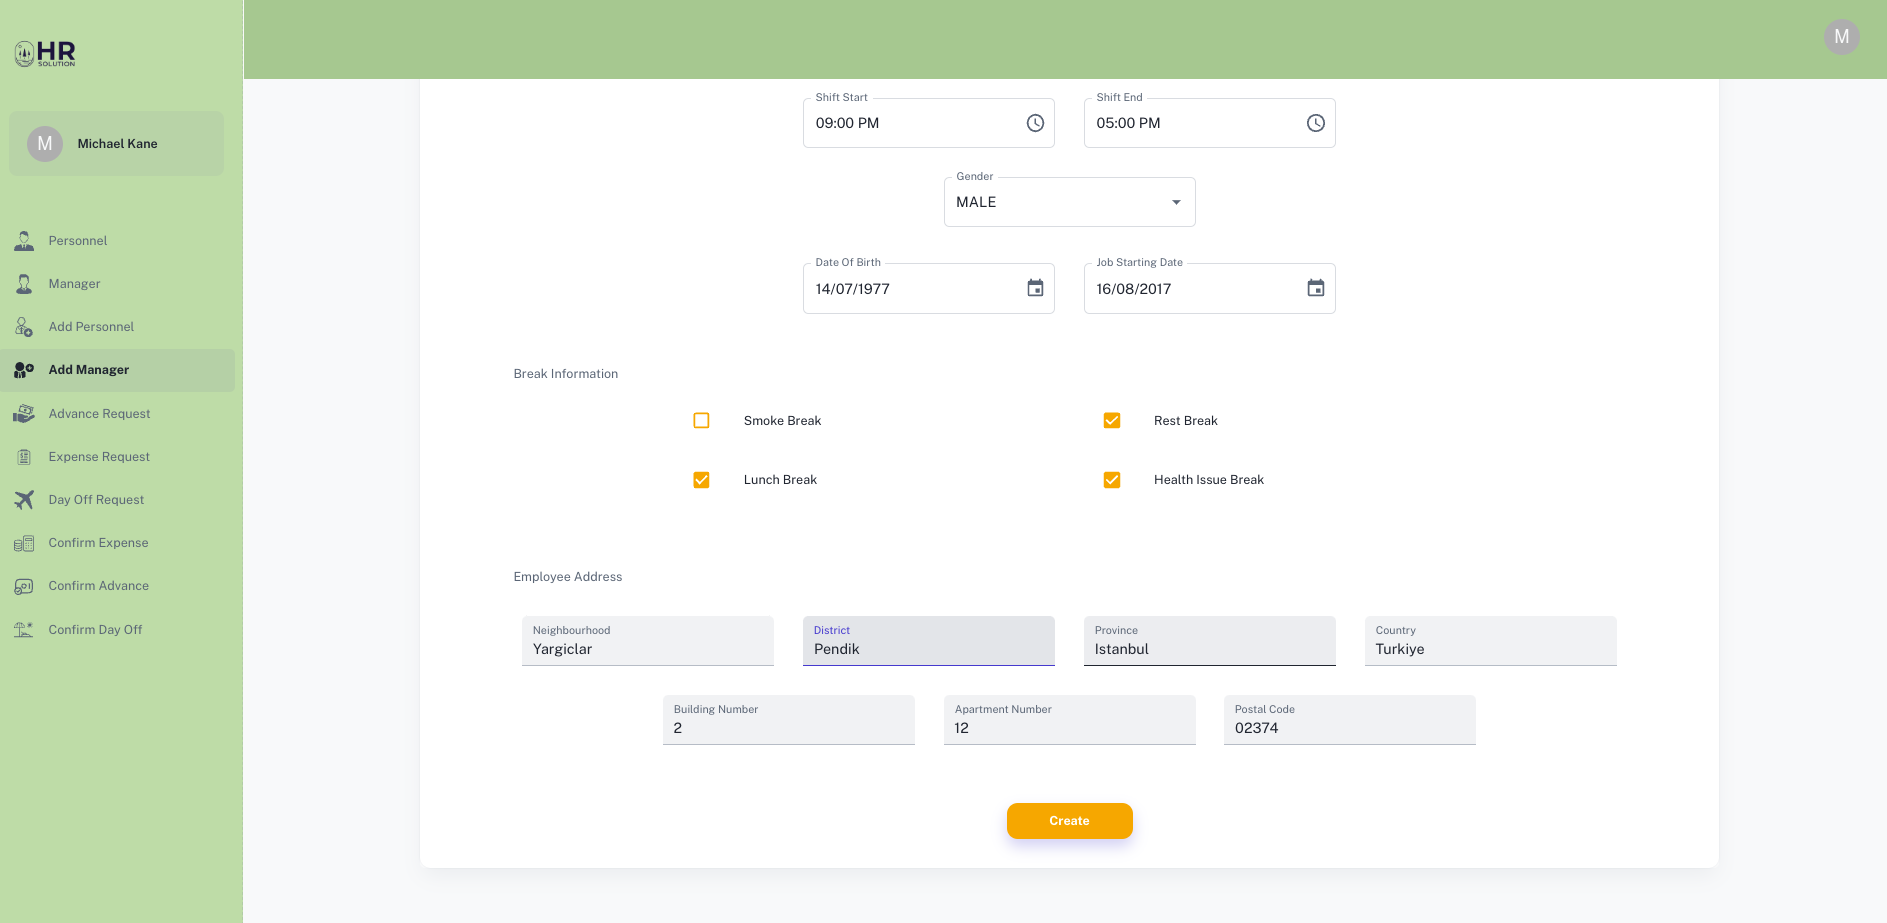 HR
SOLUTION
M
M
Michael Kane
Personnel
Manager
Add Personnel
Add Manager
Advance Request
Expense Request
Day Off Request
Confirm Expense
Confirm Advance
Confirm Day Off
Shift Start
09:00 PM
Shift End
05:00 PM
Gender
MALE
Date Of Birth
14/07/1977
Job Starting Date
16/08/2017
Break Information
Smoke Break
Rest Break
Lunch Break
Health Issue Break
Employee Address
Neighbourhood
Yargiclar
District
Pendik
Province
Istanbul
Country
Turkiye
Building Number
2
Apartment Number
12
Postal Code
02374
Create